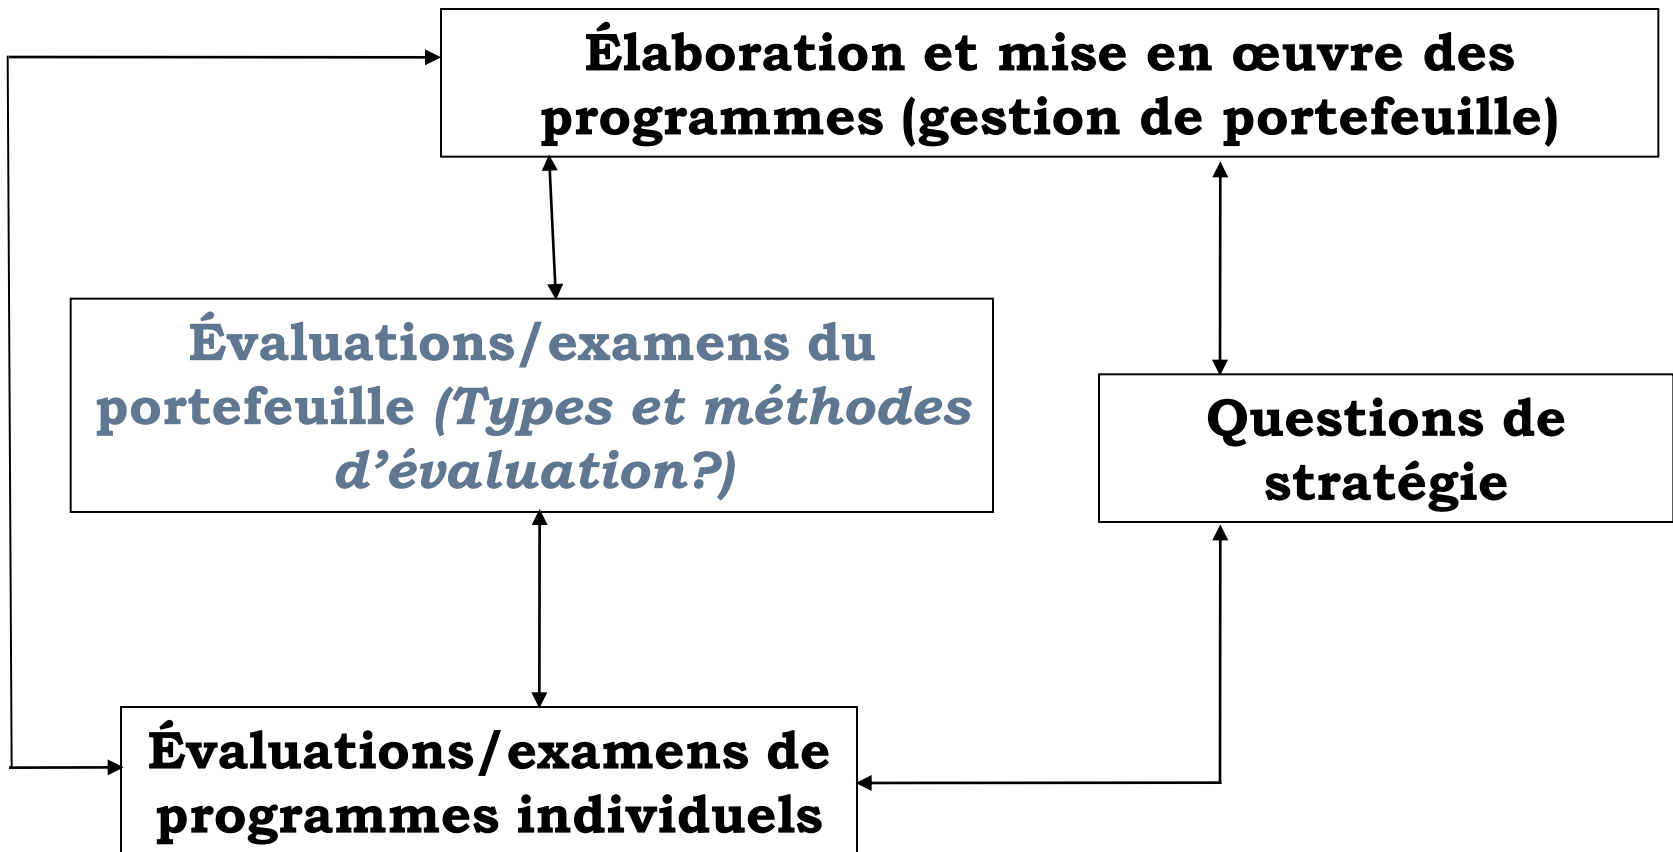 Élaboration et mise en œuvre des
programmes (gestion de portefeuille)
Évaluations/examens du
portefeuille (Types et méthodes
d’évaluation?)
Questions de
stratégie
Évaluations/examens de
programmes individuels